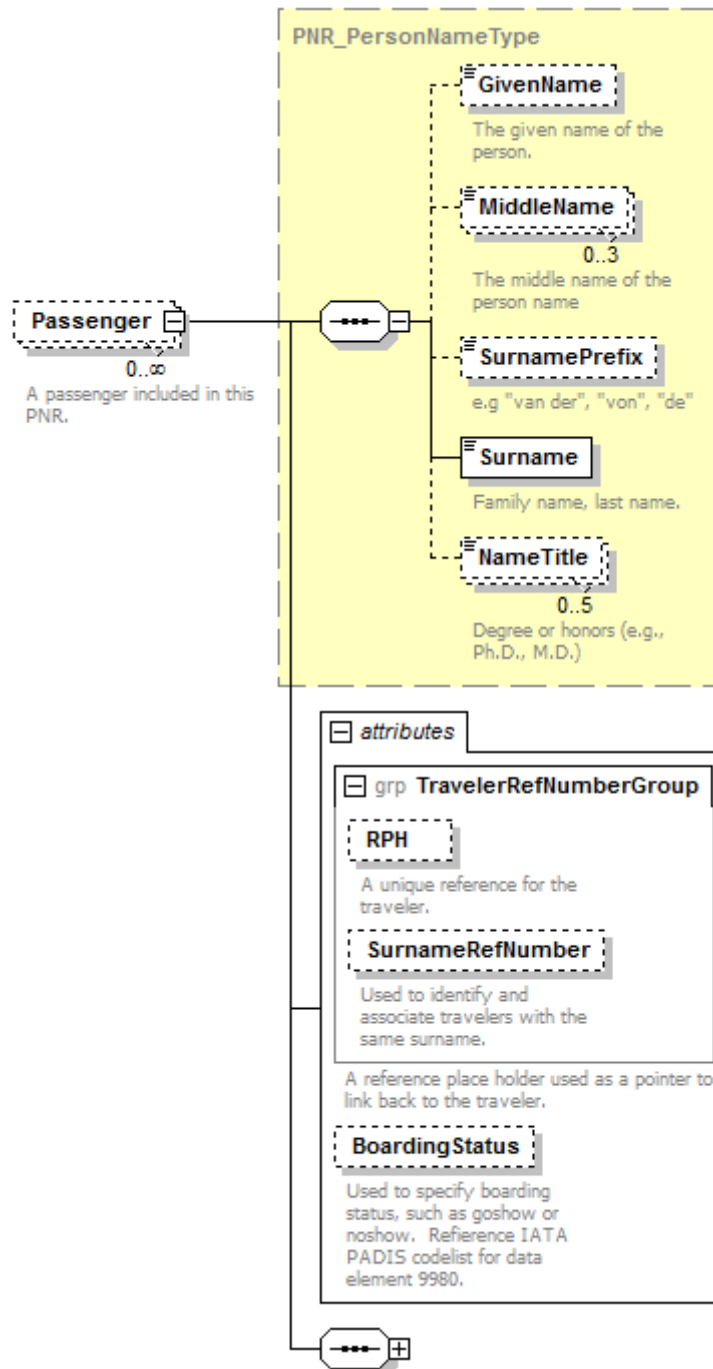 PNR_PersonNameType
GivenName
The given name of the
person.
MiddleName
0..3
The middle name of the
person name
Passenger
0..∞
A passenger included in this
PNR.
SurnamePrefix
e.g "van der", "von", "de"
Surname
Family name, last name.
NameTitle
0..5
Degree or honors (e.g.,
Ph.D., M.D.)
attributes
grp TravelerRefNumberGroup
RPH
A unique reference for the
traveler.
SurnameRefNumber
Used to identify and
associate travelers with the
same surname.
A reference place holder used as a pointer to
link back to the traveler.
BoardingStatus
Used to specify boarding
status, such as goshow or
noshow.  Refierence IATA
PADIS codelist for data
element 9980.